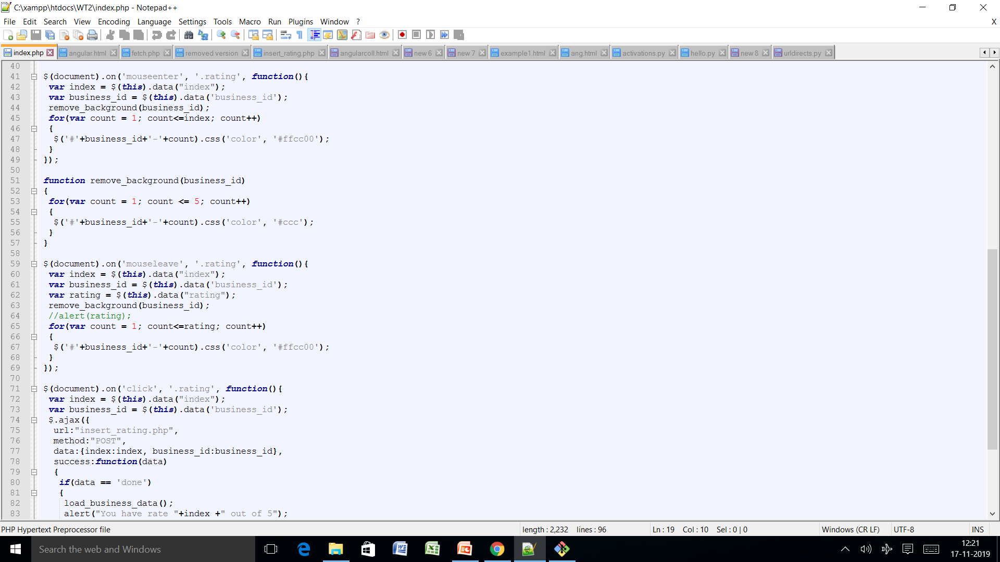 C:\xampp\htdocs\WT2\index.php - Notepad++
File Edit Search View Encoding Language Settings Tools Macro Run Plugins Window ? X
index.php angular.html fetch.php removed version insert_rating.php angularcoll.html new 6 new 7 example1.html ang.html activations.py hello.py new 8 urldirects.py
40
41 $(document).on('mouseenter', '.rating', function(){
42 var index = $(this).data("index");
43 var business_id = $(this).data('business_id');
44 remove_background(business_id);
45 for(var count = 1; count<=index; count++)
46 {
47 $('#'+business_id+'-'+count).css('color', '#ffcc00');
48 }
49 });
50
51 function remove_background(business_id)
52 {
53 for(var count = 1; count <= 5; count++)
54 {
55 $('#'+business_id+'-'+count).css('color', '#ccc');
56 }
57 }
58
59 $(document).on('mouseleave', '.rating', function(){
60 var index = $(this).data("index");
61 var business_id = $(this).data('business_id');
62 var rating = $(this).data("rating");
63 remove_background(business_id);
64 //alert(rating);
65 for(var count = 1; count<=rating; count++)
66 {
67 $('#'+business_id+'-'+count).css('color', '#ffcc00');
68 }
69 });
70
71 $(document).on('click', '.rating', function(){
72 var index = $(this).data("index");
73 var business_id = $(this).data('business_id');
74 $.ajax({
75 url:"insert_rating.php",
76 method:"POST",
77 data:{index:index, business_id:business_id},
78 success:function(data)
79 {
80 if(data == 'done')
81 {
82 load_business_data();
83 alert("You have rate "+index +" out of 5");
PHP Hypertext Preprocessor file length : 2,232 lines : 96 Ln : 19 Col : 10 Sel : 0 | 0 Windows (CR LF) UTF-8 INS
Search the web and Windows
12:21
17-11-2019